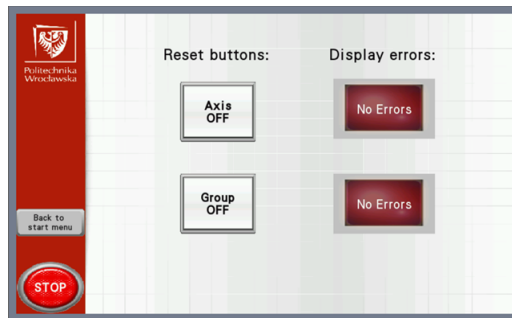 Politechnika
Wrocławska
Reset buttons:
Display errors:
Axis
OFF
No Errors
Group
OFF
No Errors
Back to
start menu
STOP